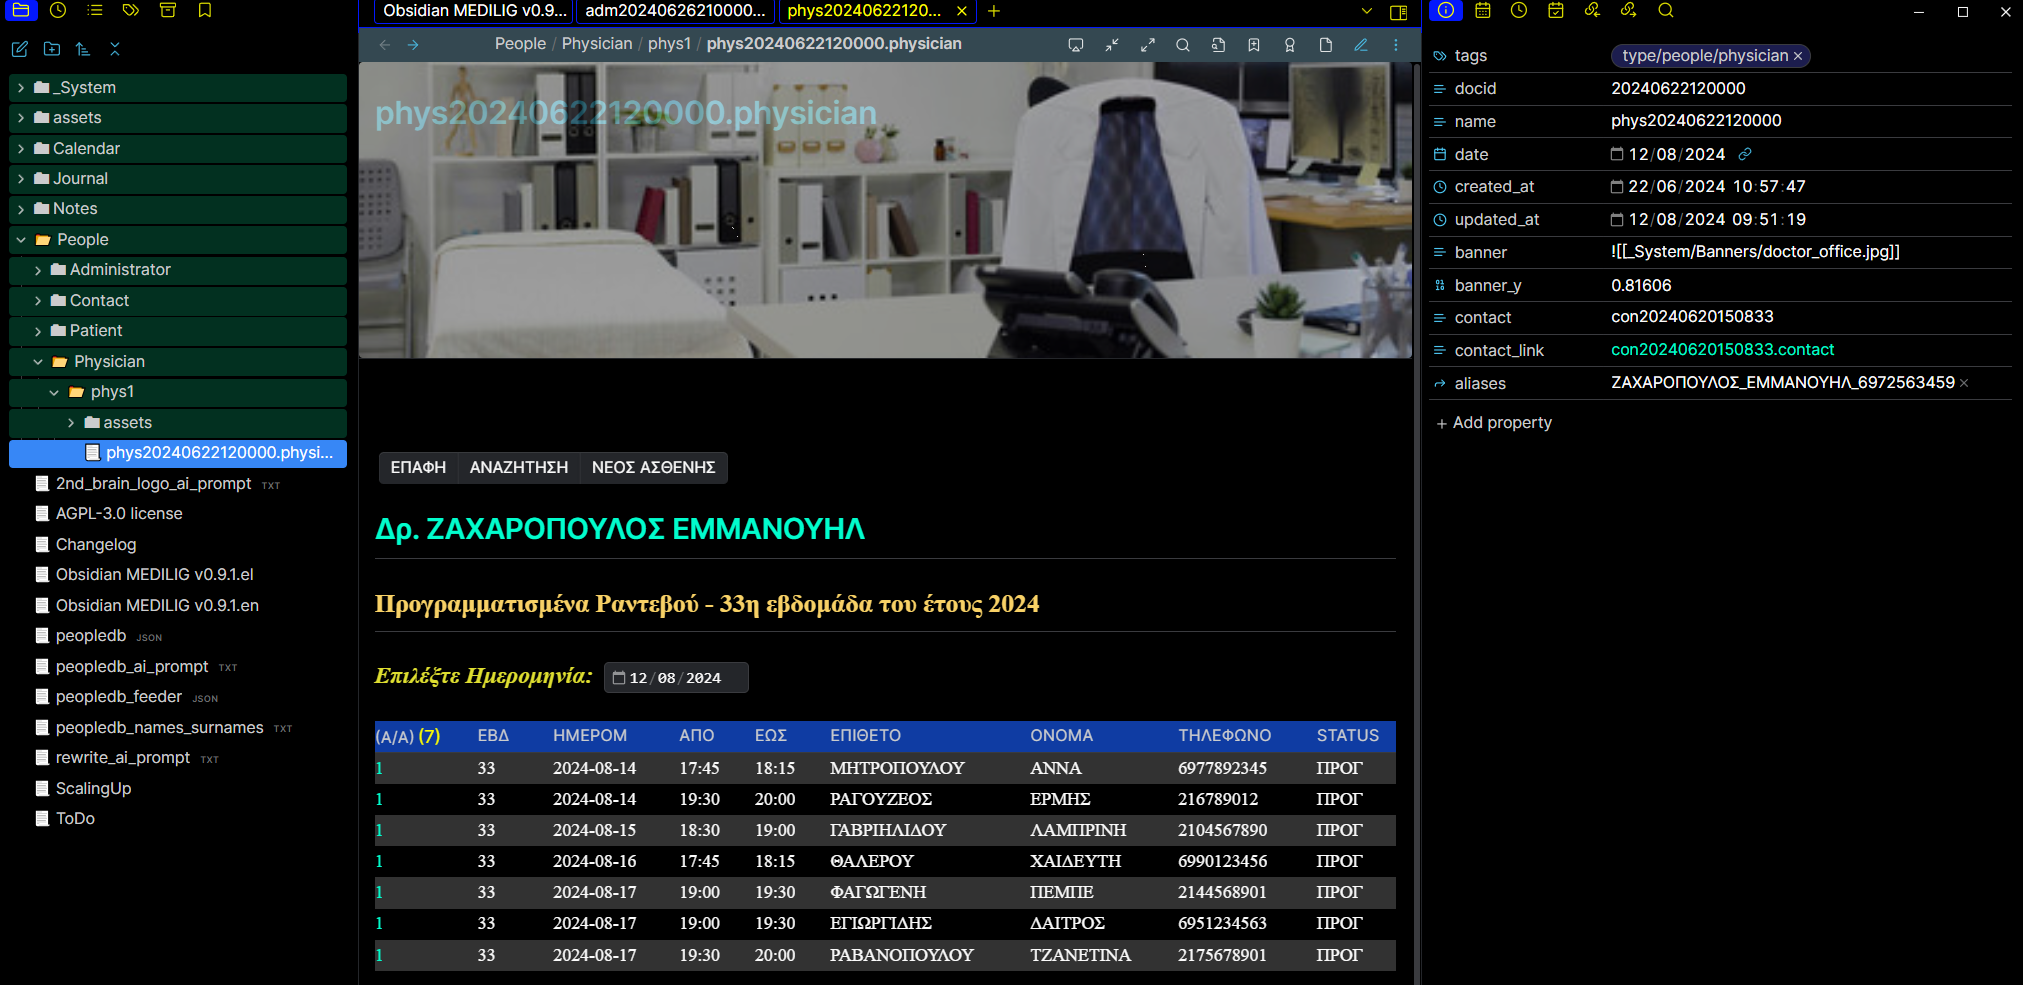 Obsidian MEDILIG v0.9...
adm20240626210000...
phys20240622120...
People / Physician / phys1 / phys20240622120000.physician
_System
assets
Calendar
Journal
Notes
People
Administrator
Contact
Patient
Physician
phys1
assets
phys20240622120000.physi...
2nd_brain_logo_ai_prompt TXT
AGPL-3.0 license
Changelog
Obsidian MEDILIG v0.9.1.el
Obsidian MEDILIG v0.9.1.en
peopledb JSON
peopledb_ai_prompt TXT
peopledb_feeder JSON
peopledb_names_surnames TXT
rewrite_ai_prompt TXT
ScalingUp
ToDo
phys20240622120000.physician
ΕΠΑΦΗ ΑΝΑΖΗΤΗΣΗ ΝΕΟΣ ΑΣΘΕΝΗΣ
Δρ. ΖΑΧΑΡΟΠΟΥΛΟΣ ΕΜΜΑΝΟΥΗΛ
Προγραμματισμένα Ραντεβού - 33η εβδομάδα του έτους 2024
Επιλέξτε Ημερομηνία: 12/08/2024
(Α/Α) (7) ΕΒΔ ΗΜΕΡΟΜ ΑΠΟ ΕΩΣ ΕΠΙΘΕΤΟ ΟΝΟΜΑ ΤΗΛΕΦΩΝΟ STATUS
1 33 2024-08-14 17:45 18:15 ΜΗΤΡΟΠΟΥΛΟΥ ΑΝΝΑ 6977892345 ΠΡΟΓ
1 33 2024-08-14 19:30 20:00 ΡΑΓΟΥΖΕΟΣ ΕΡΜΗΣ 216789012 ΠΡΟΓ
1 33 2024-08-15 18:30 19:00 ΓΑΒΡΙΗΛΙΔΟΥ ΛΑΜΠΡΙΝΗ 2104567890 ΠΡΟΓ
1 33 2024-08-16 17:45 18:15 ΘΑΛΕΡΟΥ ΧΑΙΔΕΥΤΗ 6990123456 ΠΡΟΓ
1 33 2024-08-17 19:00 19:30 ΦΑΓΩΓΕΝΗ ΠΕΜΠΕ 2144568901 ΠΡΟΓ
1 33 2024-08-17 19:00 19:30 ΕΓΙΩΡΓΙΔΗΣ ΔΑΙΤΡΟΣ 6951234563 ΠΡΟΓ
1 33 2024-08-17 19:30 20:00 ΡΑΒΑΝΟΠΟΥΛΟΥ ΤΖΑΝΕΤΙΝΑ 2175678901 ΠΡΟΓ
tags type/people/physician
docid 20240622120000
name phys20240622120000
date 12/08/2024
created_at 22/06/2024 10:57:47
updated_at 12/08/2024 09:51:19
banner ![[_System/Banners/doctor_office.jpg]]
banner_y 0.81606
contact con20240620150833
contact_link con20240620150833.contact
aliases ΖΑΧΑΡΟΠΟΥΛΟΣ_ΕΜΜΑΝΟΥΗΛ_6972563459
+ Add property